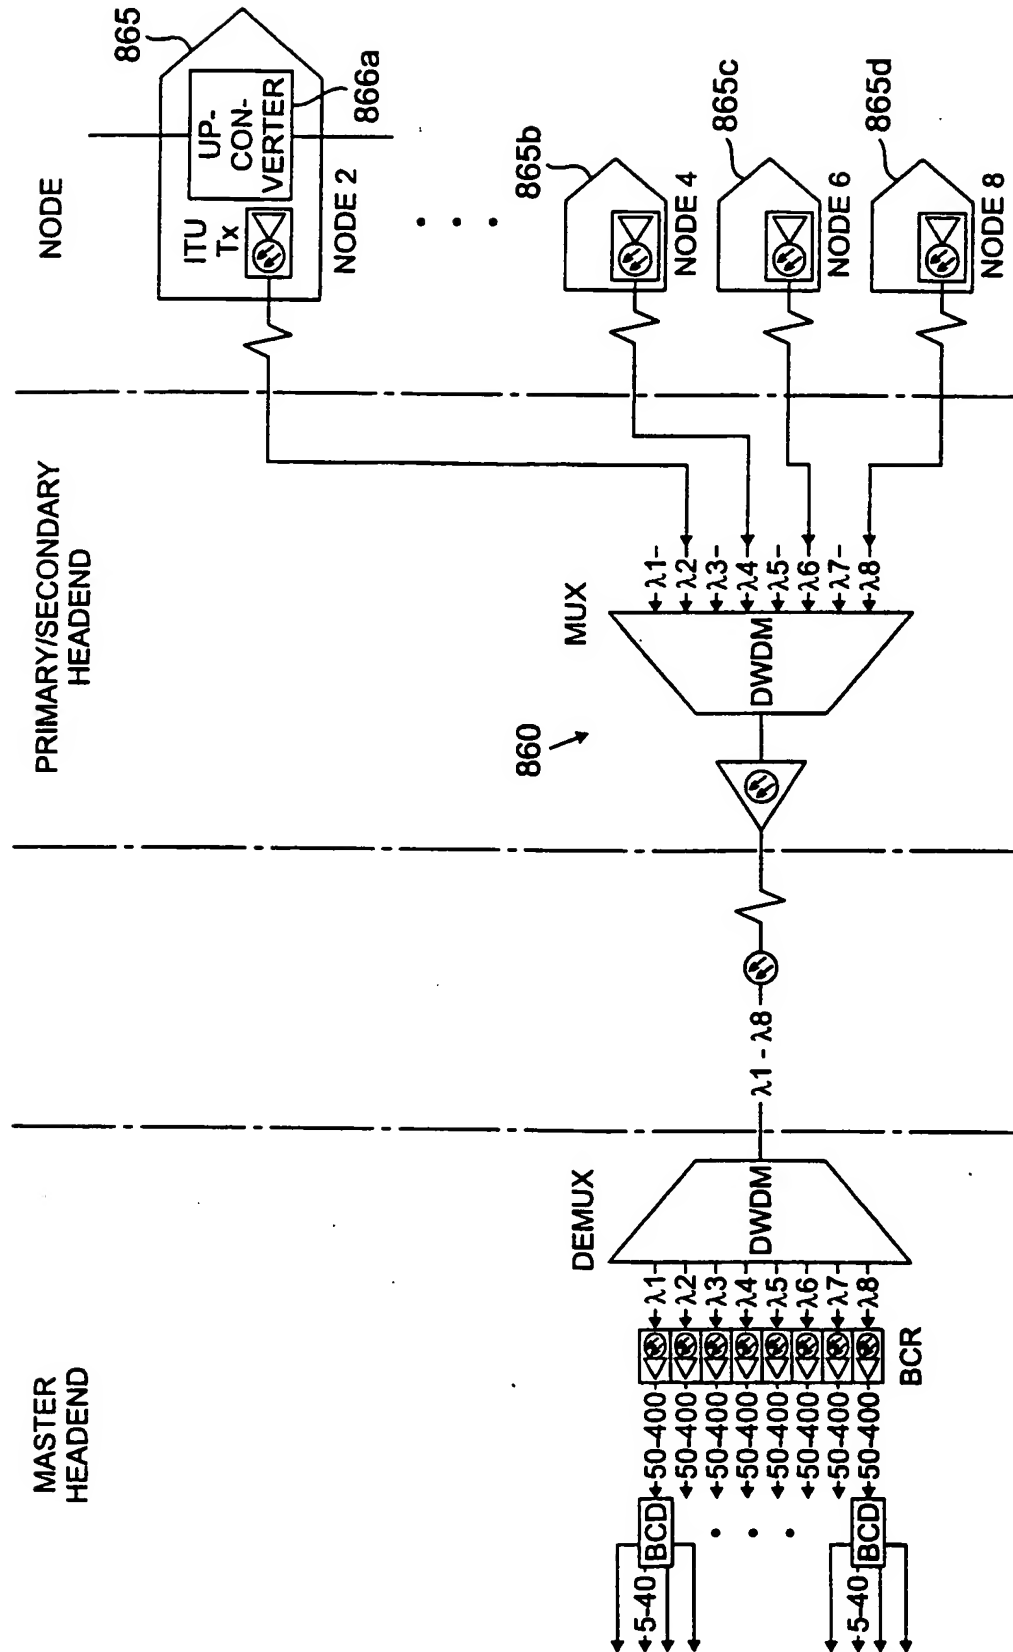 MASTER
HEADEND
PRIMARY/SECONDARY
HEADEND
NODE
865
UP-
CON-
VERTER
866a
ITU
Tx
NODE 2
865b
NODE 4
865c
NODE 6
865d
NODE 8
MUX
DWDM
860
λ1
λ2
λ3
λ4
λ5
λ6
λ7
λ8
λ1 - λ8
DEMUX
DWDM
λ1
λ2
λ3
λ4
λ5
λ6
λ7
λ8
BCR
50-400
50-400
50-400
50-400
50-400
50-400
50-400
50-400
BCD
5-40
BCD
5-40